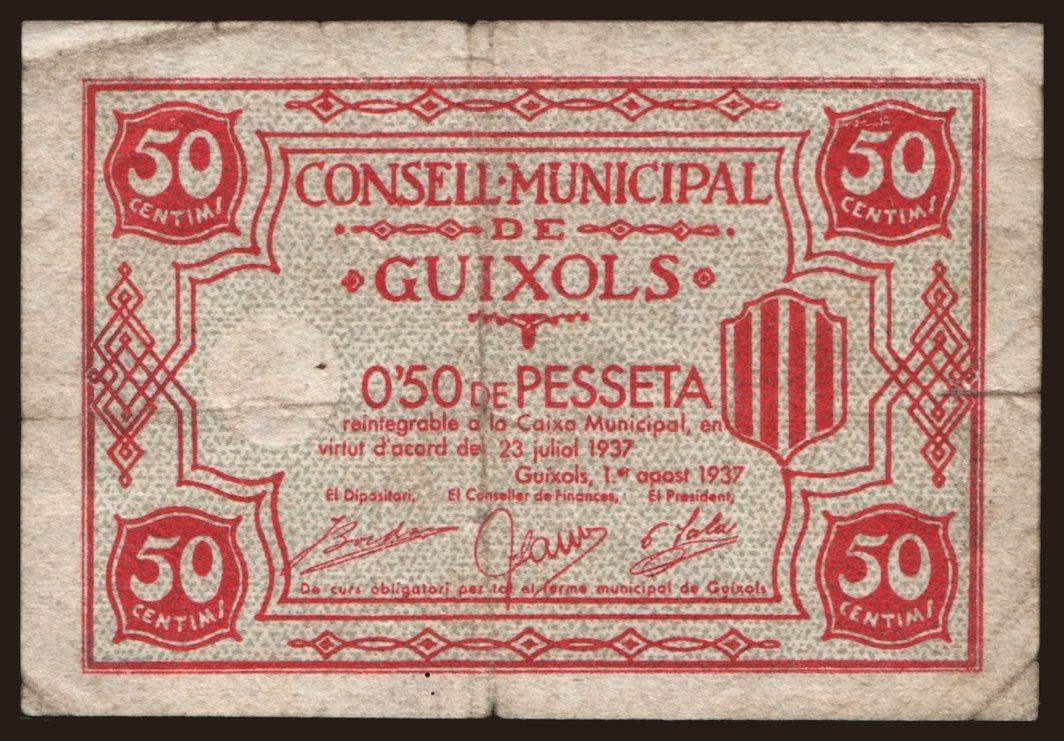 50 CENTIMS
50 CENTIMS
CONSELL·MUNICIPAL
DE
GUIXOLS
0'50 DE PESSETA
reintegrable a la Caixa Municipal, en
virtut d'acord del 23 juliol 1937
Guíxols, 1.er agost 1937
El Dipositari, El Conseller de Finances, El President,
De curs obligatori per tot el terme municipal de Guíxols
50 CENTIMS
50 CENTIMS